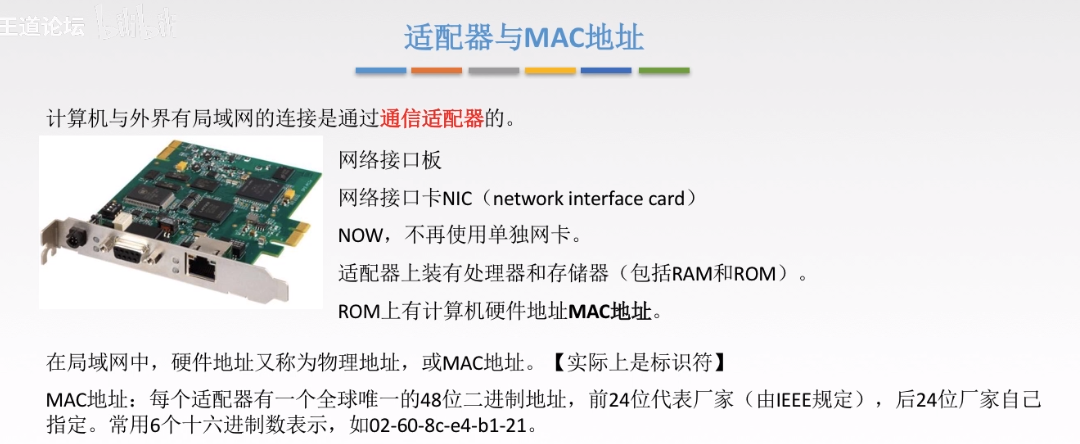 王道论坛
适配器与MAC地址
计算机与外界有局域网的连接是通过通信适配器的。
网络接口板
网络接口卡NIC（network interface card）
NOW，不再使用单独网卡。
适配器上装有处理器和存储器（包括RAM和ROM）。
ROM上有计算机硬件地址MAC地址。
在局域网中，硬件地址又称为物理地址，或MAC地址。【实际上是标识符】
MAC地址：每个适配器有一个全球唯一的48位二进制地址，前24位代表厂家（由IEEE规定），后24位厂家自己
指定。常用6个十六进制数表示，如02-60-8c-e4-b1-21。